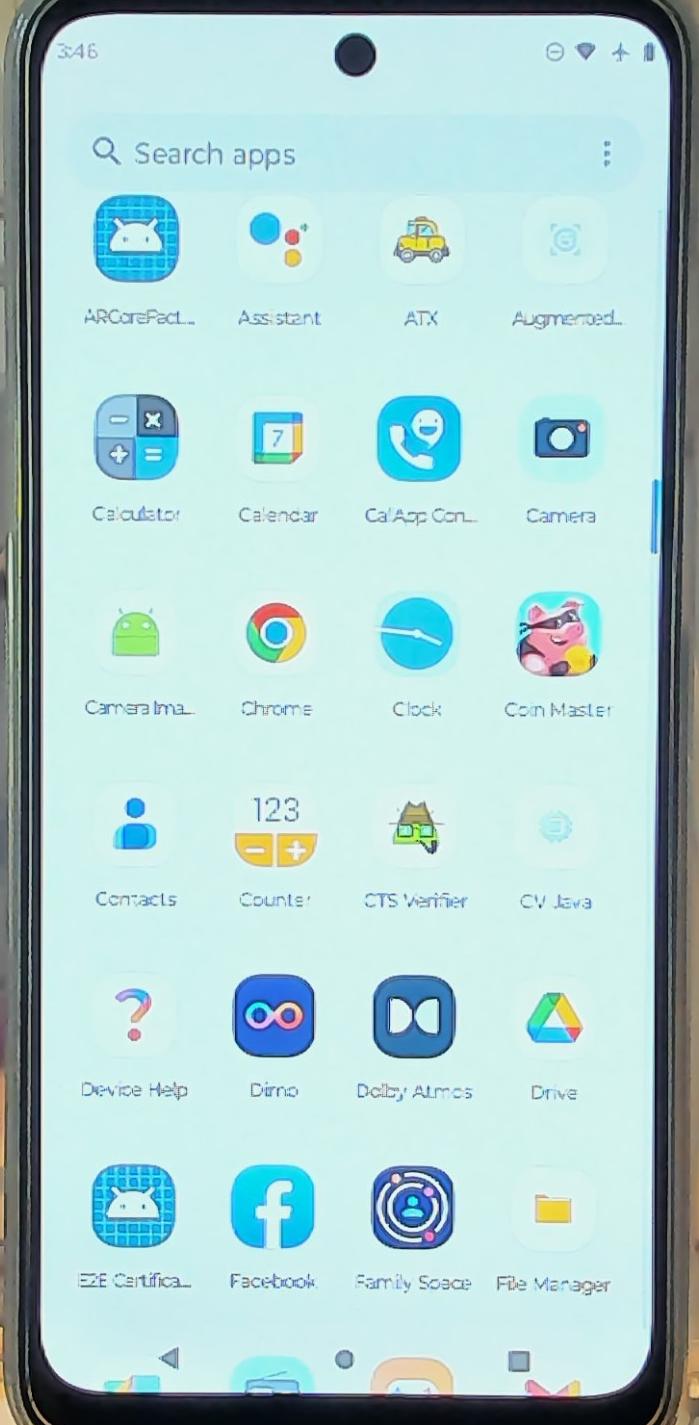 3:46
Search apps
ARCoreFact...
Assistant
ATX
Augmented...
Calculator
7
Calendar
CalApp Con...
Camera
Camera Ima...
Chrome
Clock
Coin Master
Contacts
123
Counter
CTS Verifier
CV Java
Device Help
Dimo
Dolby Atmos
Drive
E2E Certifica...
Facebook
Family Space
File Manager